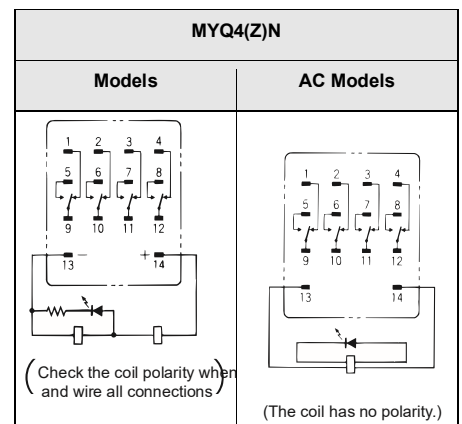 MYQ4(Z)N
Models
AC Models
1 2 3 4
5 6 7 8
9 10 11 12
13 − + 14
(Check the coil polarity when
and wire all connections)
1 2 3 4
5 6 7 8
9 10 11 12
13 14
(The coil has no polarity.)